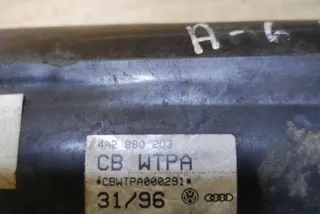 A-6
4A2 880 203
CB WTPA
*CBWTPA000291*
31/96